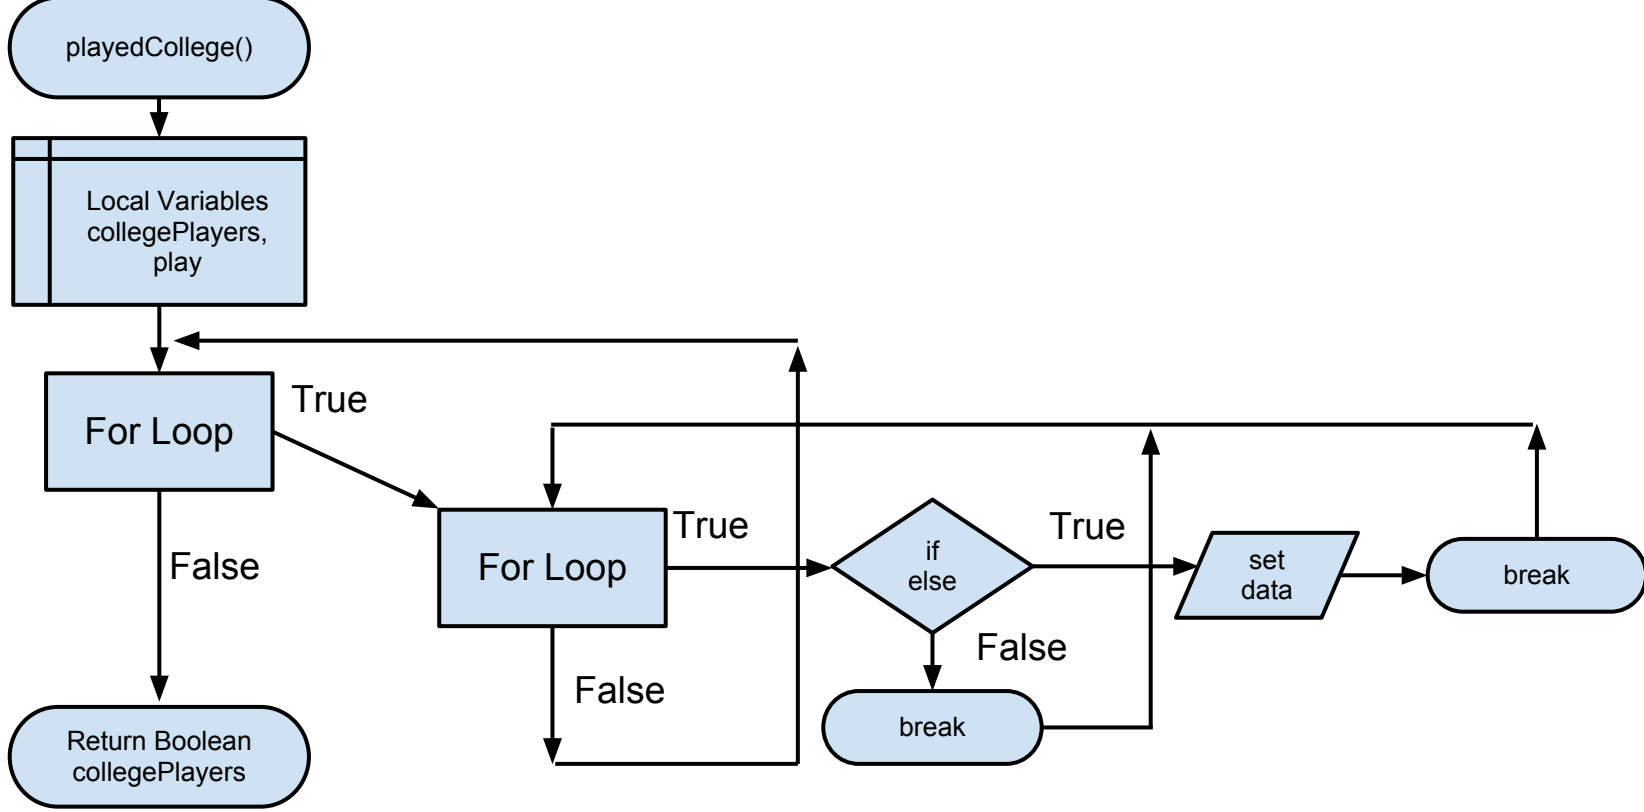 playedCollege()
Local Variables
collegePlayers,
play
For Loop
True
False
Return Boolean
collegePlayers
For Loop
True
False
if
else
True
False
break
set
data
break